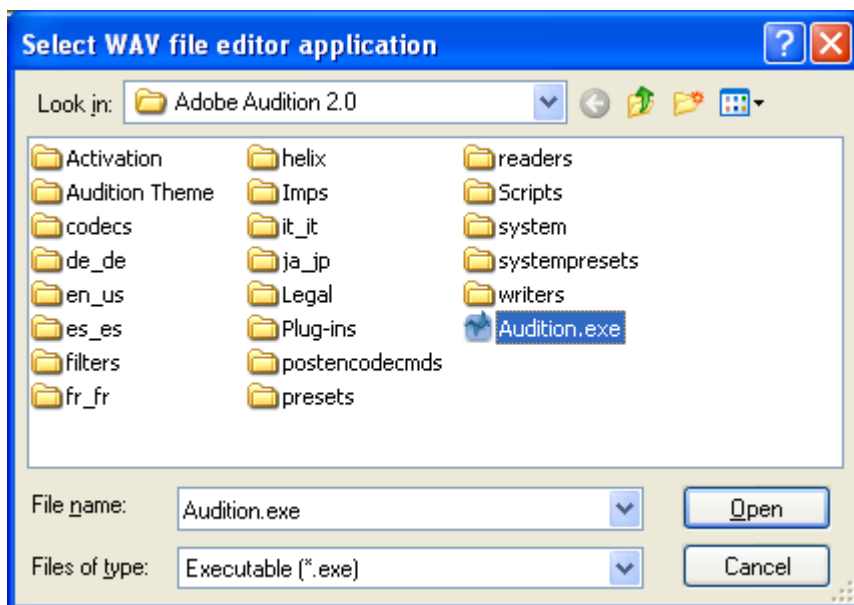 Select WAV file editor application
Look in: Adobe Audition 2.0
Activation helix readers
Audition Theme Imps Scripts
codecs it_it system
de_de ja_jp systempresets
en_us Legal writers
es_es Plug-ins Audition.exe
filters postencodecmds
fr_fr presets
File name: Audition.exe Open
Files of type: Executable (*.exe) Cancel